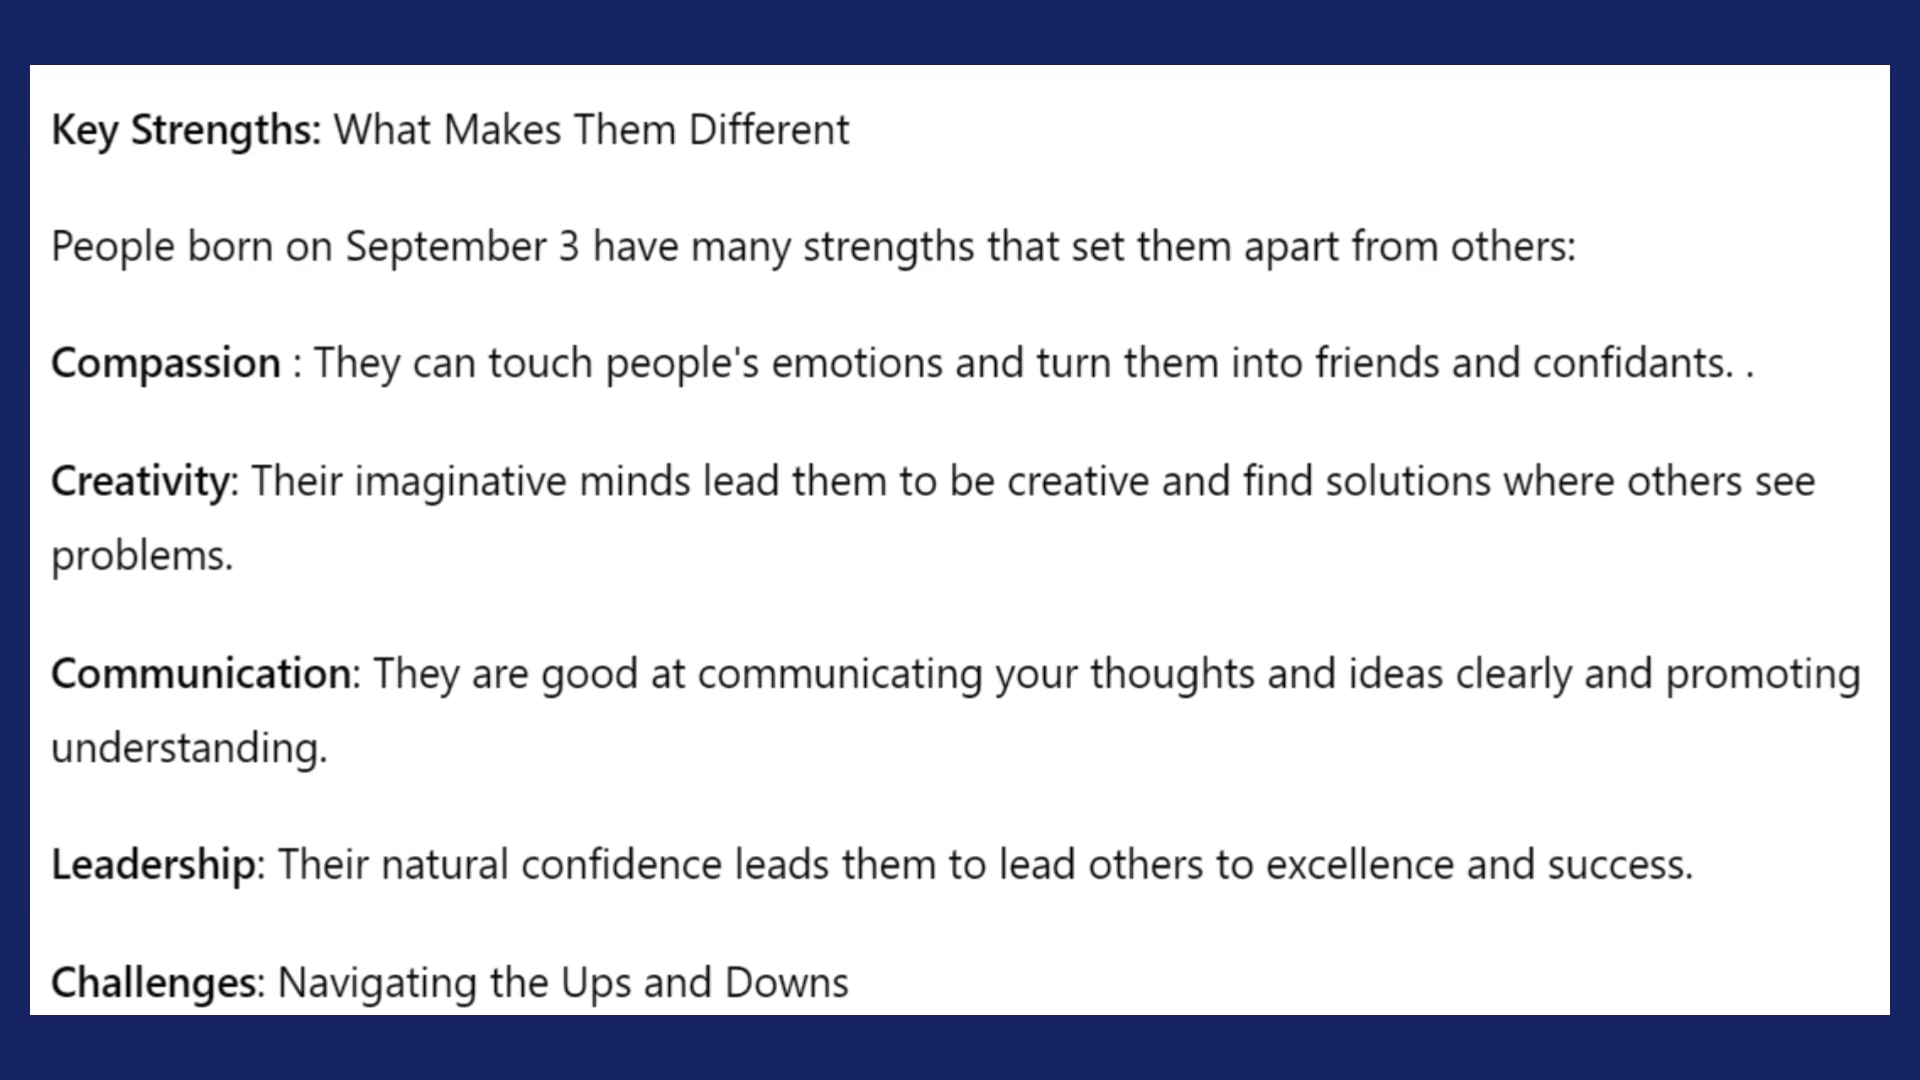 Key Strengths: What Makes Them Different
People born on September 3 have many strengths that set them apart from others:
Compassion : They can touch people's emotions and turn them into friends and confidants. .
Creativity: Their imaginative minds lead them to be creative and find solutions where others see
problems.
Communication: They are good at communicating your thoughts and ideas clearly and promoting
understanding.
Leadership: Their natural confidence leads them to lead others to excellence and success.
Challenges: Navigating the Ups and Downs